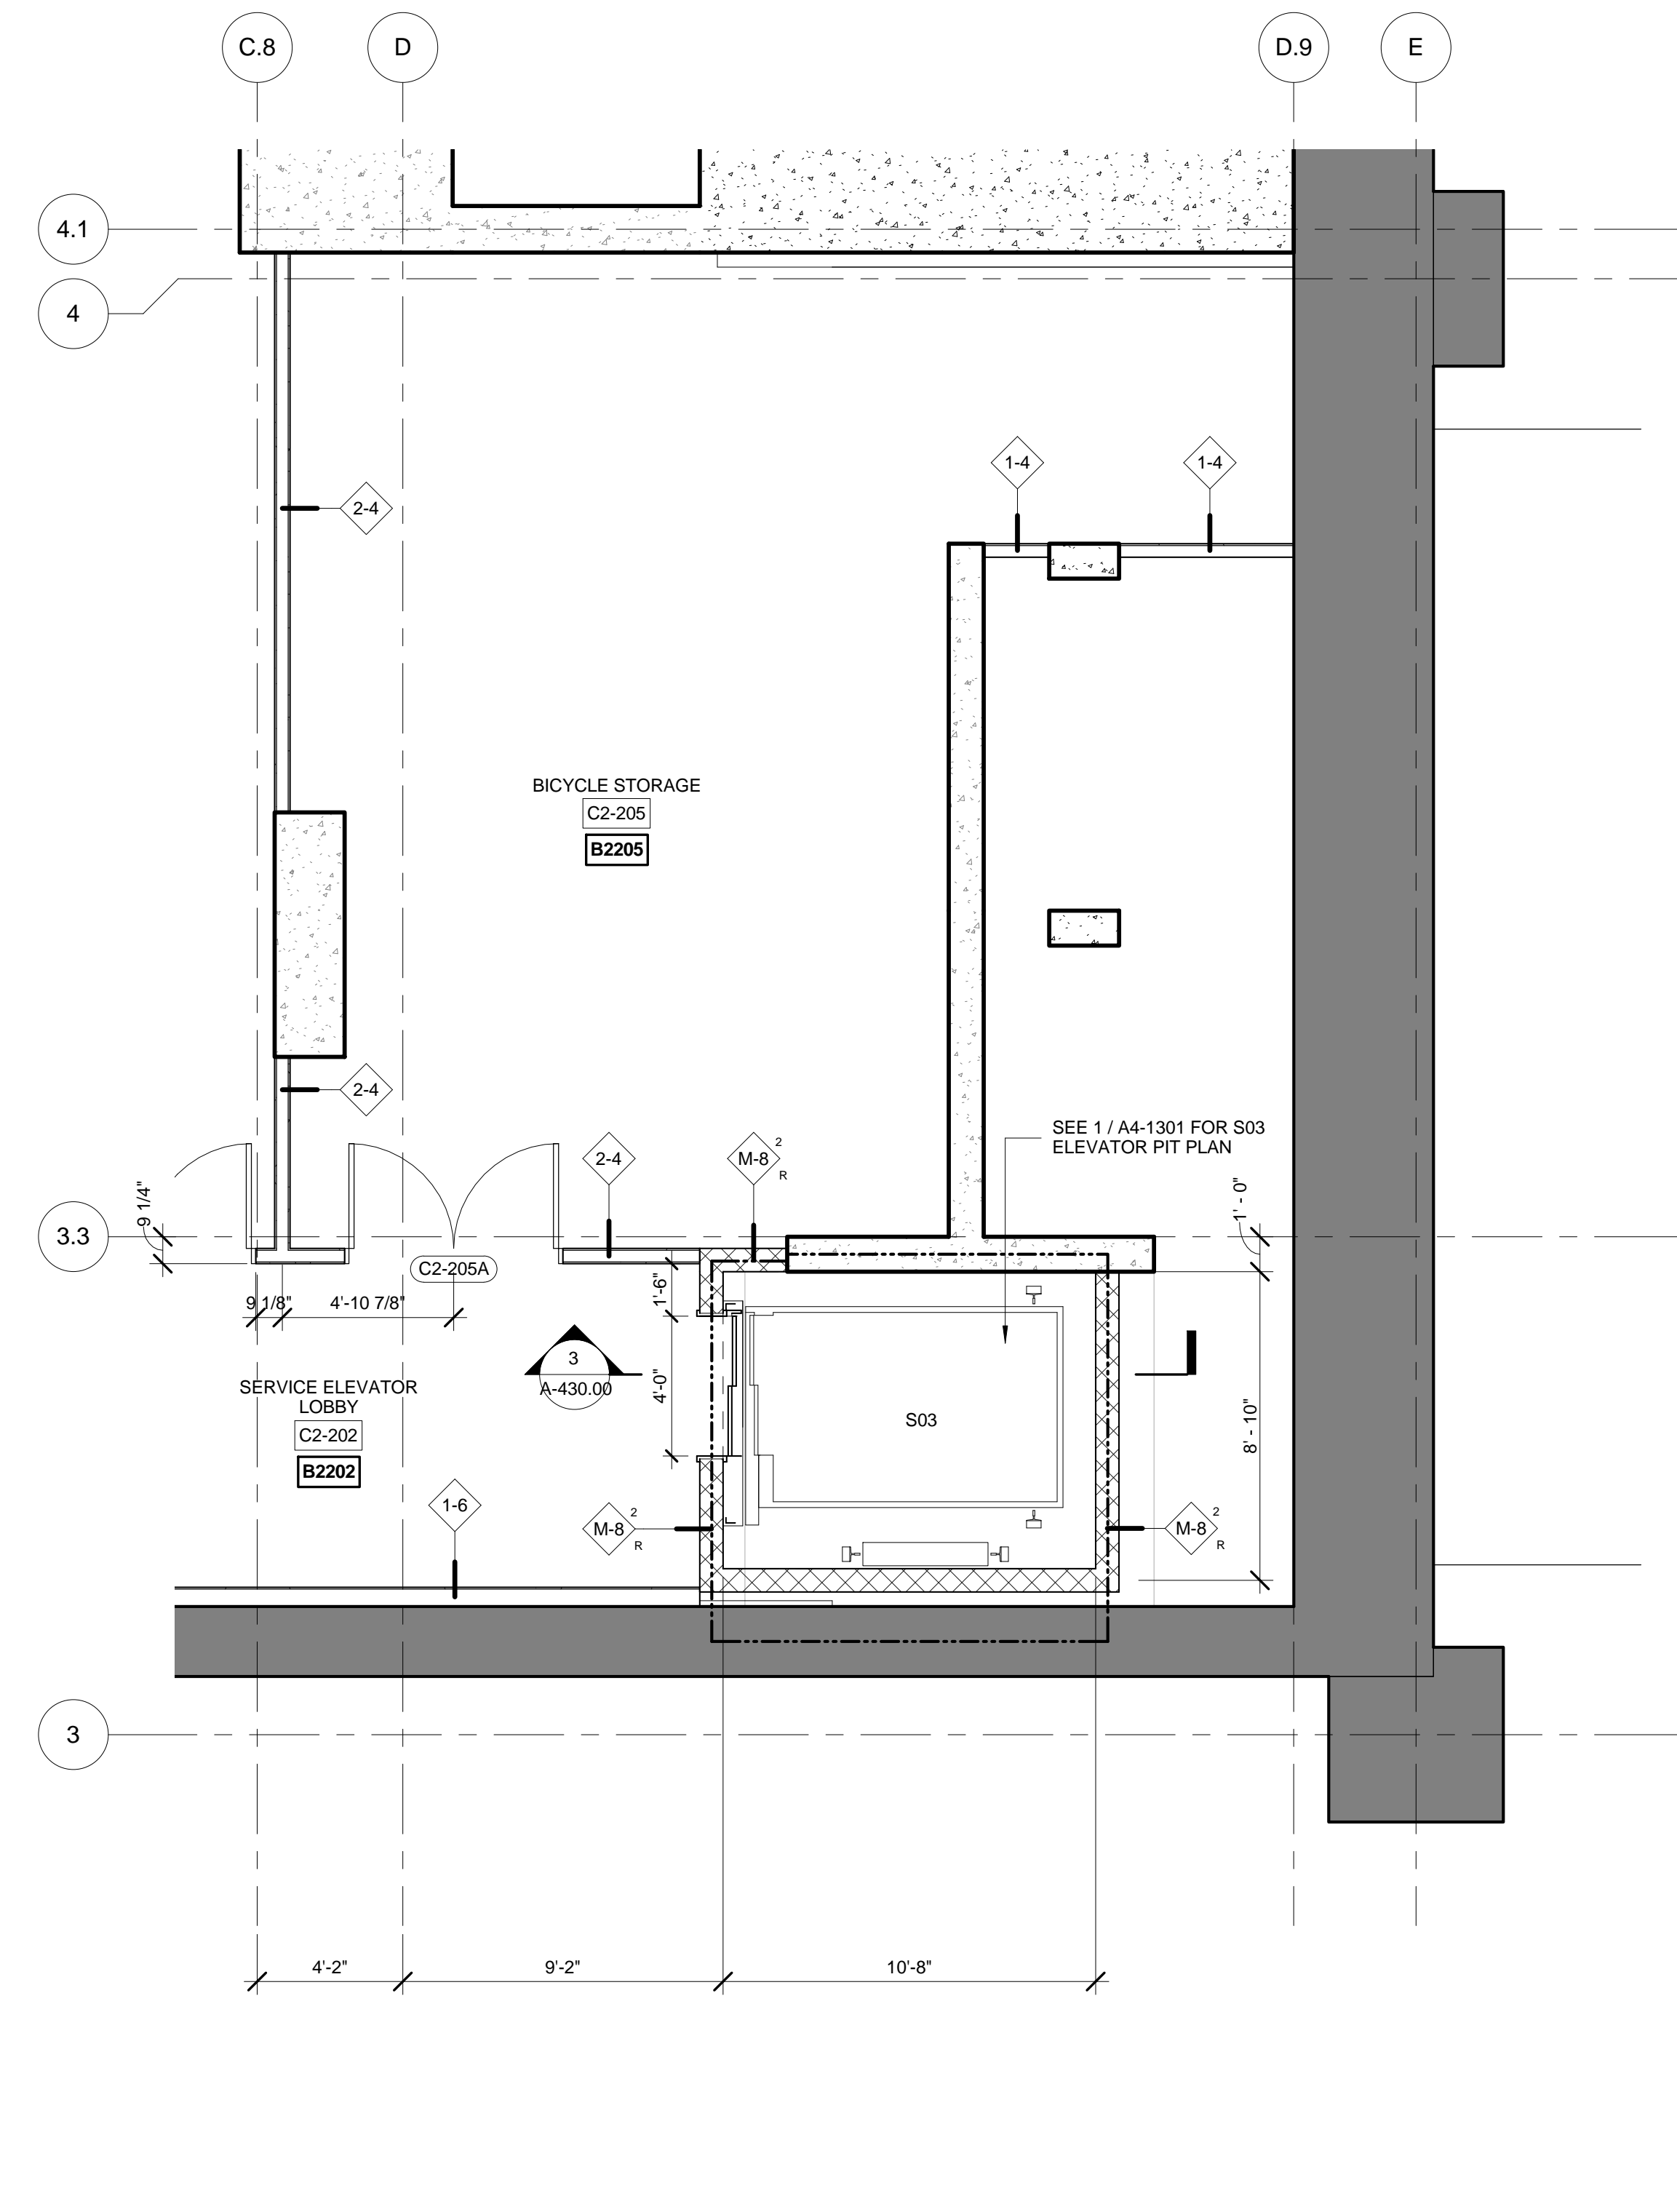 C.8
D
D.9
E
4.1
4
1-4
1-4
2-4
BICYCLE STORAGE
C2-205
B2205
2-4
SEE 1 / A4-1301 FOR S03
ELEVATOR PIT PLAN
2-4
M-8
2
R
9 1/4"
1' - 0"
3.3
C2-205A
9 1/8"
4'-10 7/8"
1'-6"
3
A-430.00
4'-0"
SERVICE ELEVATOR
LOBBY
C2-202
B2202
S03
8' - 10"
1-6
M-8
2
R
M-8
2
R
3
4'-2"
9'-2"
10'-8"